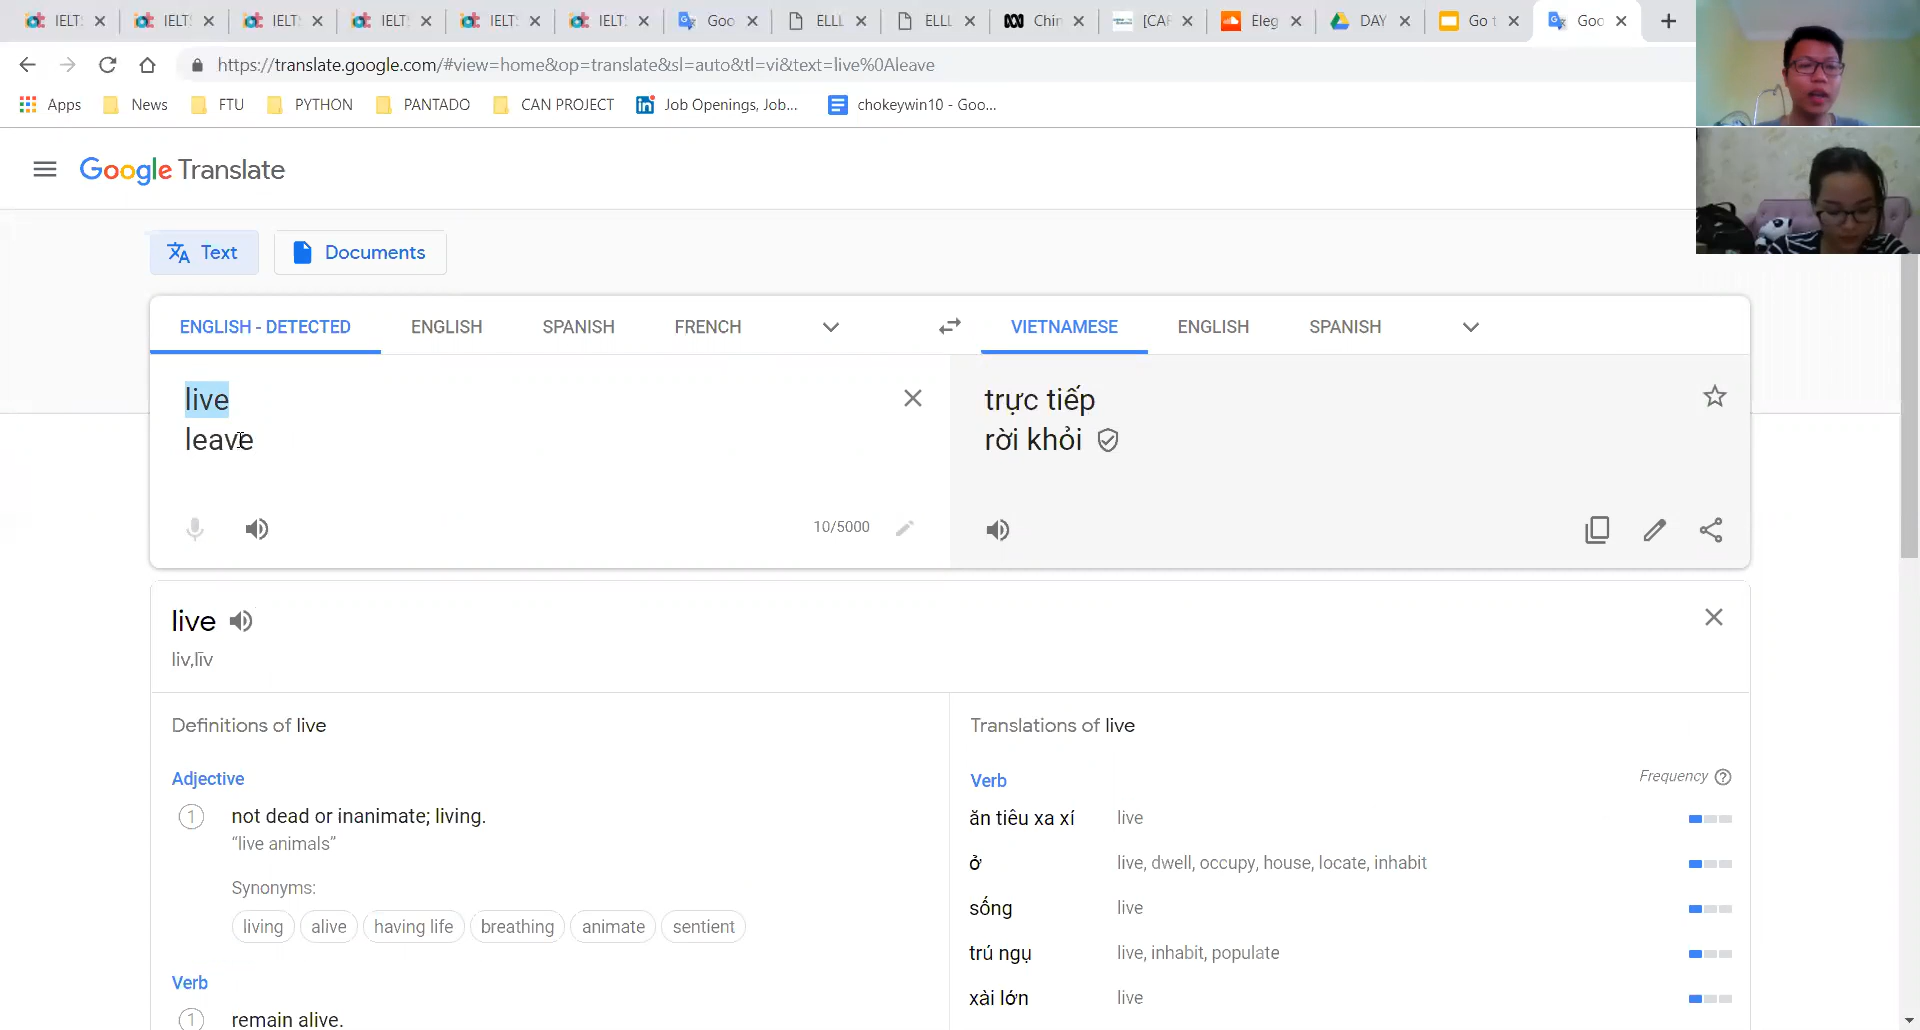 IELT: IELT: IELT: IELT: IELT: IELT: Goo ELLL ELLL Chin [CAF Eleg DAY Go t Goo
https://translate.google.com/#view=home&op=translate&sl=auto&tl=vi&text=live%0Aleave
Apps News FTU PYTHON PANTADO CAN PROJECT Job Openings, Job... chokeywin10 - Goo...
Google Translate
Text Documents
ENGLISH - DETECTED ENGLISH SPANISH FRENCH VIETNAMESE ENGLISH SPANISH
live trực tiếp
leave rời khỏi
10/5000
live
liv,līv
Definitions of live Translations of live
Adjective Verb Frequency
1 not dead or inanimate; living. ăn tiêu xa xí live
“live animals”
ở live, dwell, occupy, house, locate, inhabit
Synonyms:
sống live
living alive having life breathing animate sentient
trú ngụ live, inhabit, populate
Verb xài lớn live
1 remain alive.